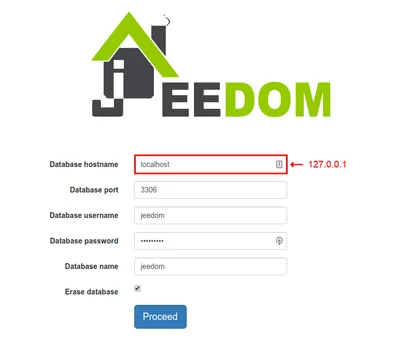 jEEDOM
Database hostname localhost ← 127.0.0.1
Database port 3306
Database username jeedom
Database password •••••••••
Database name jeedom
Erase database
Proceed